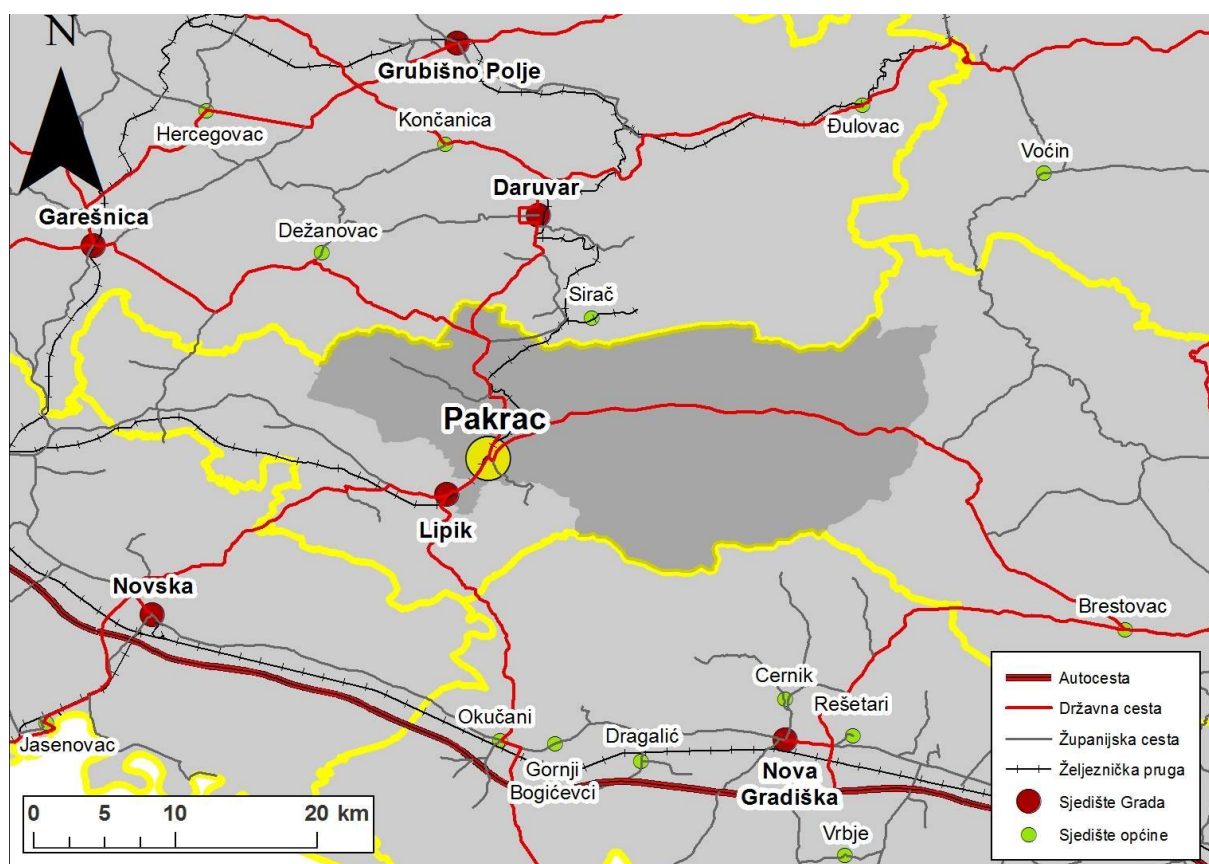 N
Grubišno Polje
Hercegovac
Končanica
Đulovac
Voćin
Daruvar
Garešnica
Dežanovac
Sirač
Pakrac
Lipik
Novska
Brestovac
Cernik
Rešetari
Okučani
Dragalić
Jasenovac
Gornji
Bogićevci
Nova
Gradiška
Vrbje
0 5 10 20 km
Autocesta
Državna cesta
Županijska cesta
Željeznička pruga
Sjedište Grada
Sjedište općine